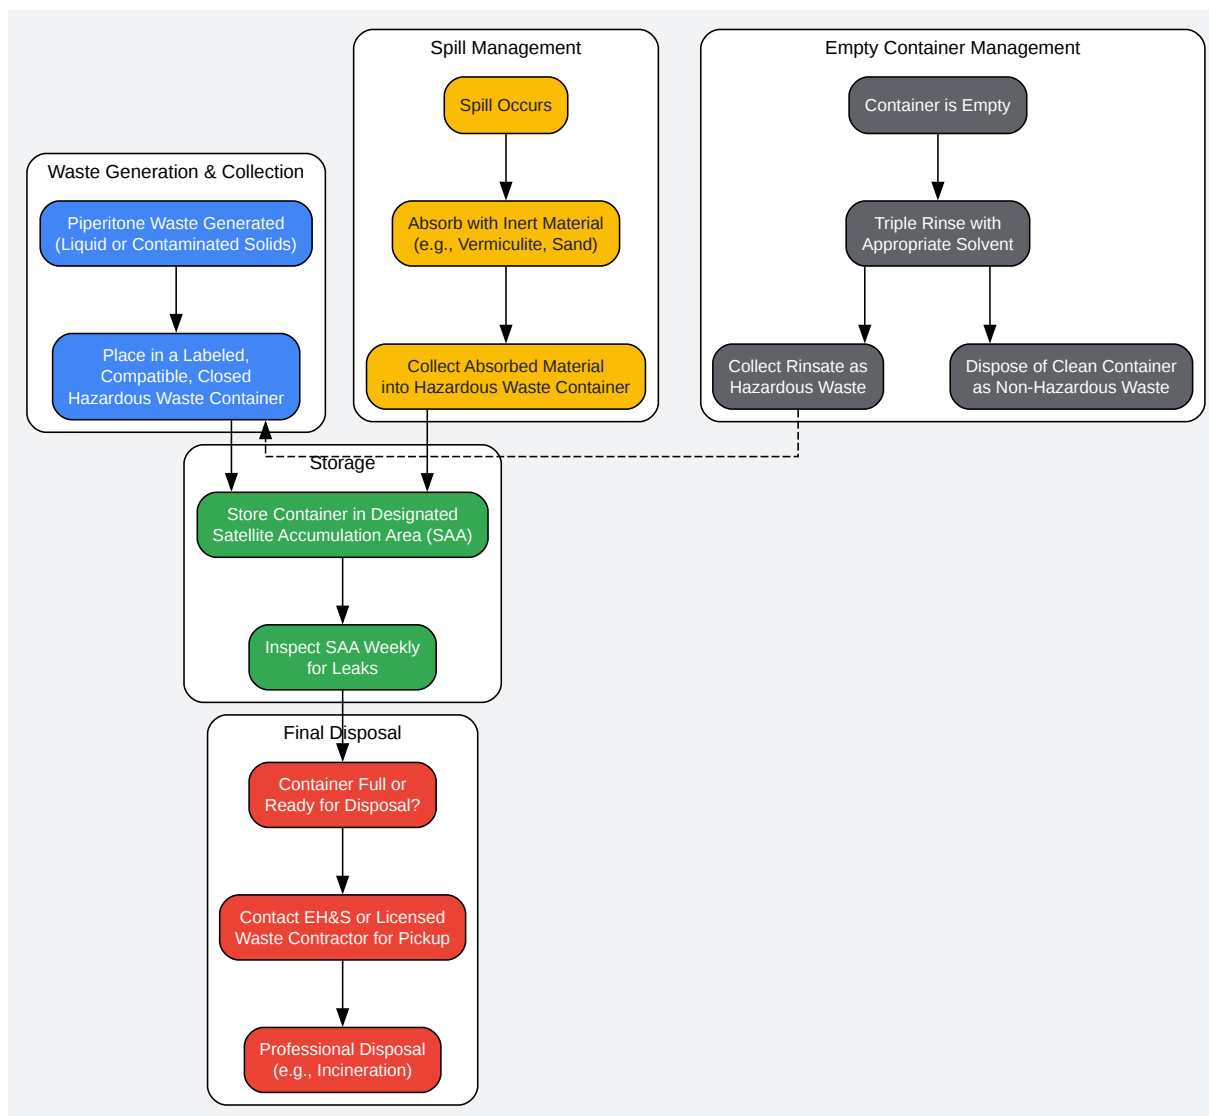 Spill Management
Spill Occurs
Absorb with Inert Material
(e.g., Vermiculite, Sand)
Collect Absorbed Material
into Hazardous Waste Container
Empty Container Management
Container is Empty
Triple Rinse with
Appropriate Solvent
Collect Rinsate as
Hazardous Waste
Dispose of Clean Container
as Non-Hazardous Waste
Waste Generation & Collection
Piperitone Waste Generated
(Liquid or Contaminated Solids)
Place in a Labeled,
Compatible, Closed
Hazardous Waste Container
Storage
Store Container in Designated
Satellite Accumulation Area (SAA)
Inspect SAA Weekly
for Leaks
Final Disposal
Container Full or
Ready for Disposal?
Contact EH&S or Licensed
Waste Contractor for Pickup
Professional Disposal
(e.g., Incineration)